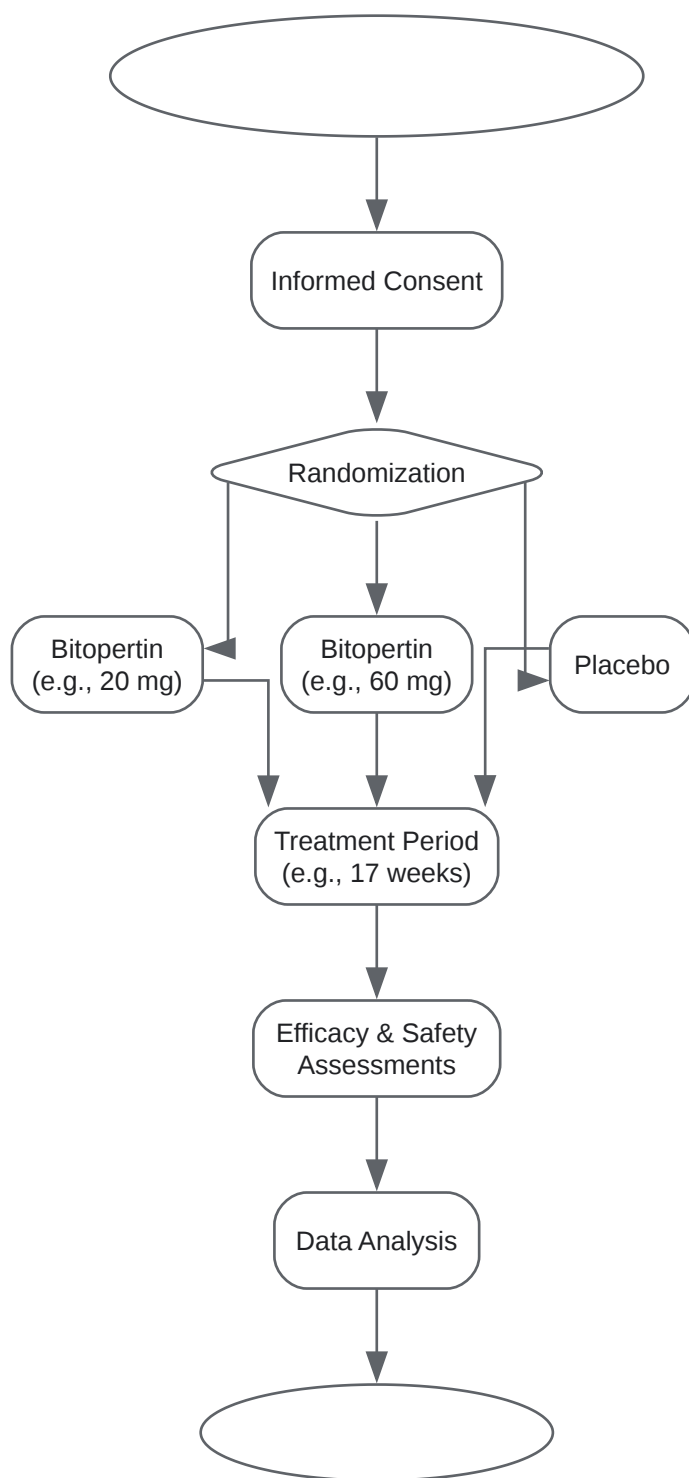 Informed Consent
Randomization
Bitopertin
(e.g., 20 mg)
Bitopertin
(e.g., 60 mg)
Placebo
Treatment Period
(e.g., 17 weeks)
Efficacy & Safety
Assessments
Data Analysis